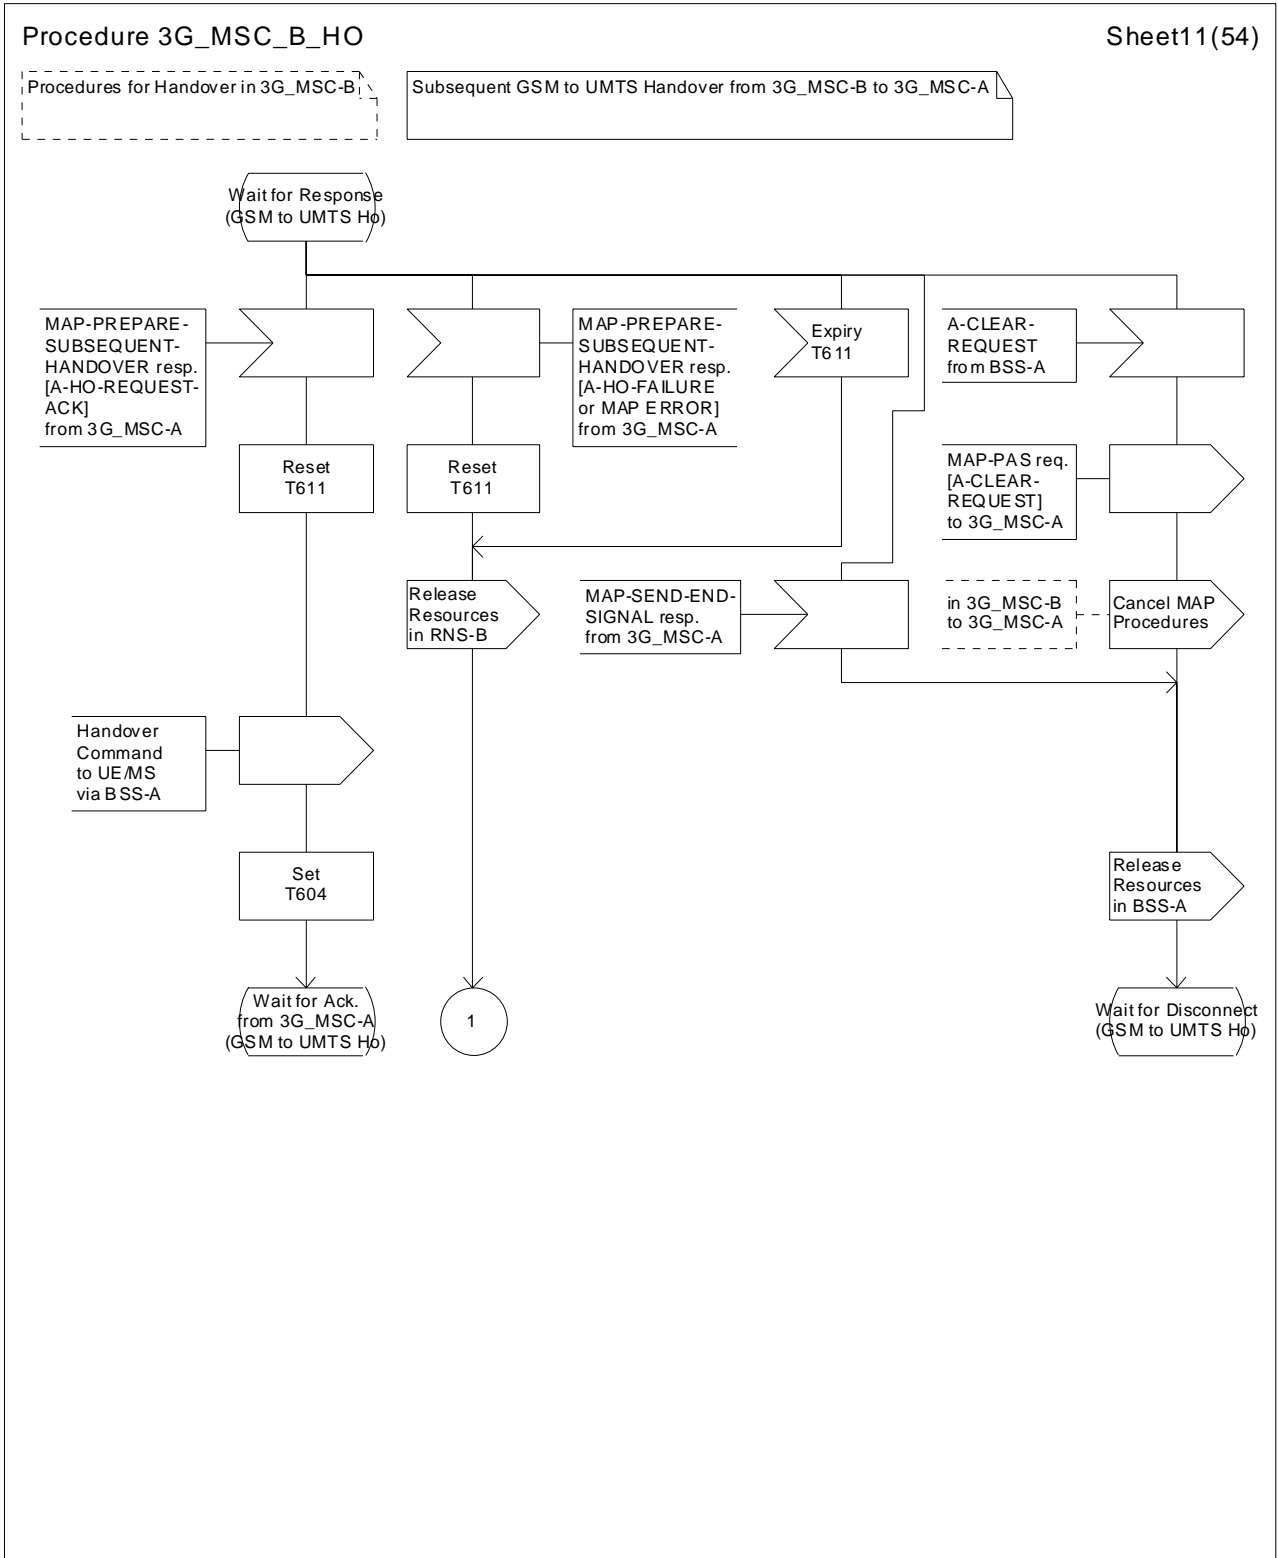 Procedure 3G_MSC_B_HO
Sheet11(54)
Procedures for Handover in 3G_MSC-B
Subsequent GSM to UMTS Handover from 3G_MSC-B to 3G_MSC-A
Wait for Response
(GSM to UMTS Ho)
MAP-PREPARE-
SUBSEQUENT-
HANDOVER resp.
[A-HO-REQUEST-
ACK]
from 3G_MSC-A
MAP-PREPARE-
SUBSEQUENT-
HANDOVER resp.
[A-HO-FAILURE
or MAP ERROR]
from 3G_MSC-A
Expiry
T611
A-CLEAR-
REQUEST
from BSS-A
Reset
T611
Reset
T611
MAP-PAS req.
[A-CLEAR-
REQUEST]
to 3G_MSC-A
Release
Resources
in RNS-B
MAP-SEND-END-
SIGNAL resp.
from 3G_MSC-A
in 3G_MSC-B
to 3G_MSC-A
Cancel MAP
Procedures
Handover
Command
to UE/MS
via BSS-A
Set
T604
Release
Resources
in BSS-A
Wait for Ack.
from 3G_MSC-A
(GSM to UMTS Ho)
1
Wait for Disconnect
(GSM to UMTS Ho)